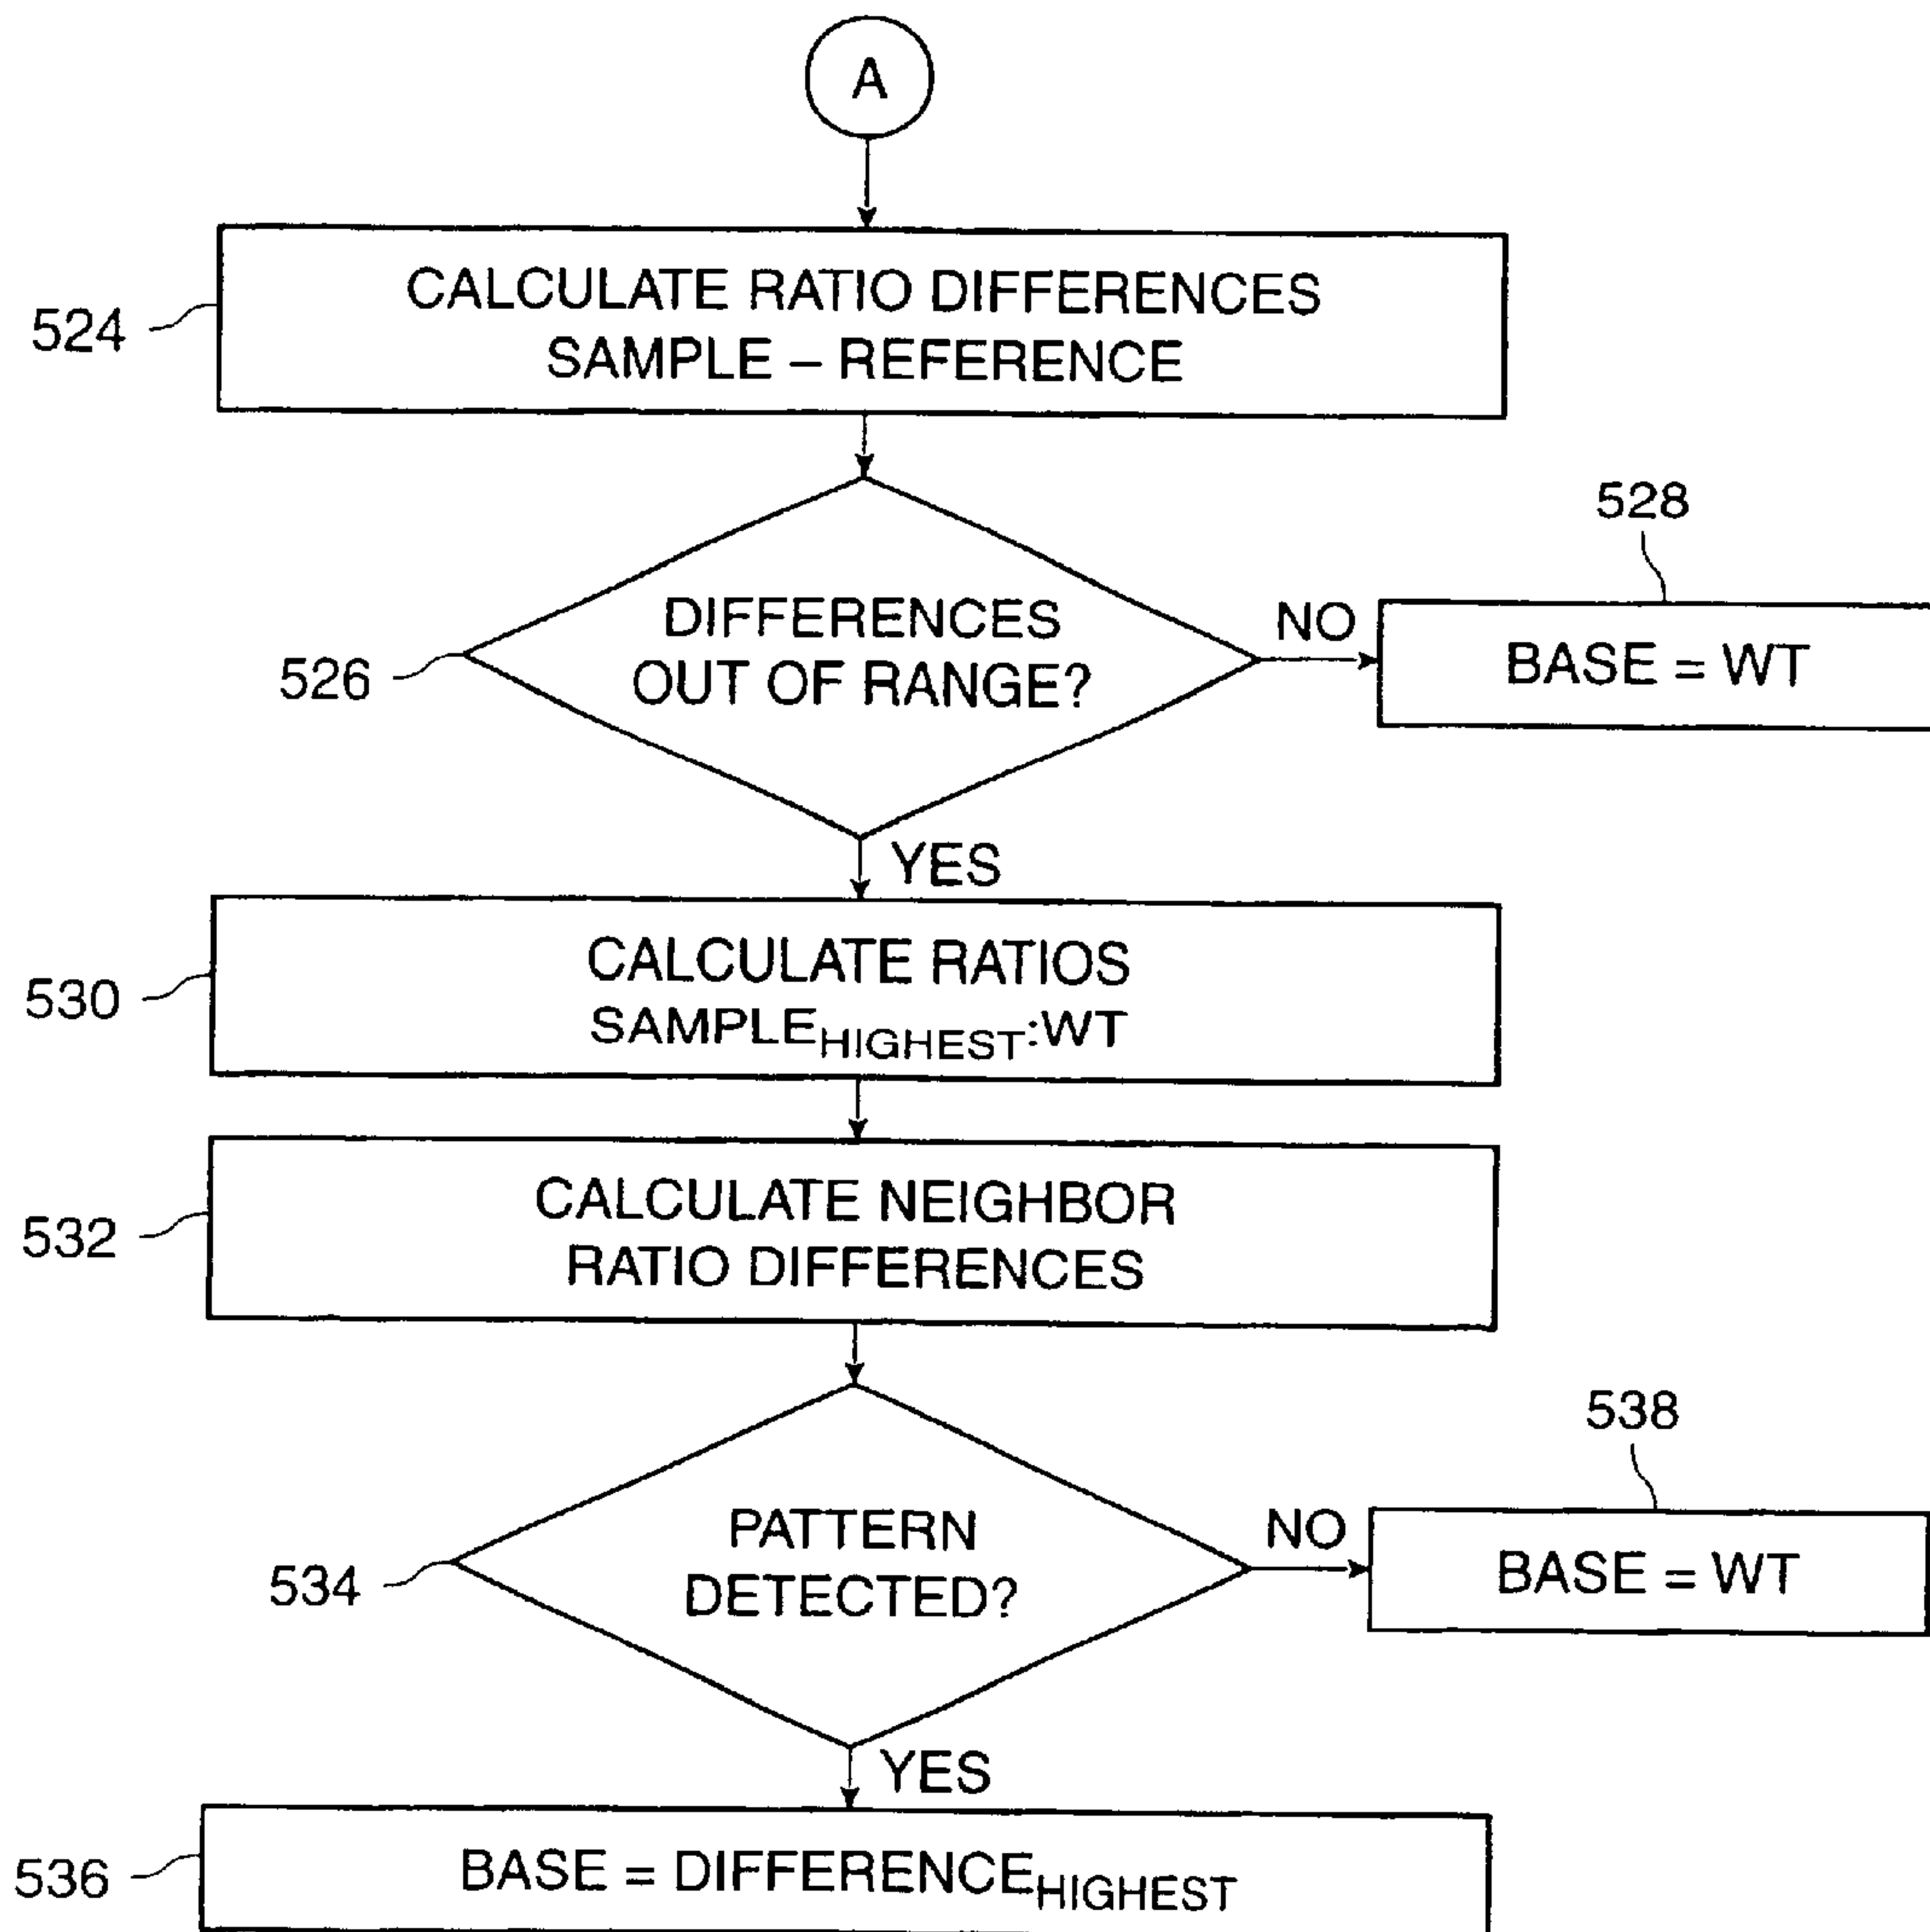 A
524
CALCULATE RATIO DIFFERENCES
SAMPLE – REFERENCE
526
DIFFERENCES
OUT OF RANGE?
NO
528
BASE = WT
YES
530
CALCULATE RATIOS
SAMPLEHIGHEST:WT
532
CALCULATE NEIGHBOR
RATIO DIFFERENCES
534
PATTERN
DETECTED?
NO
538
BASE = WT
YES
536
BASE = DIFFERENCEHIGHEST